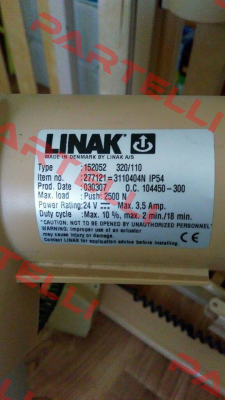 PARTELLI
LINAK
MADE IN DENMARK BY LINAK A/S
Type : 152052 320/110
Item no. : 277121=3110404N IP54
Prod. Date : 030307 O.C. 104450-300
Max. load : Push: 2500 N
Power Rating: 24 V Max. 3,5 Amp.
Duty cycle : Max. 10 %, max. 2 min./18 min.
CAUTION: NOT TO BE OPENED BY UNAUTHORIZED PERSONNEL
WARNING: Improper use of an actuator
may cause injury or damage.
Contact LINAK for application advice before installing
PARTELLI
PARTELLI